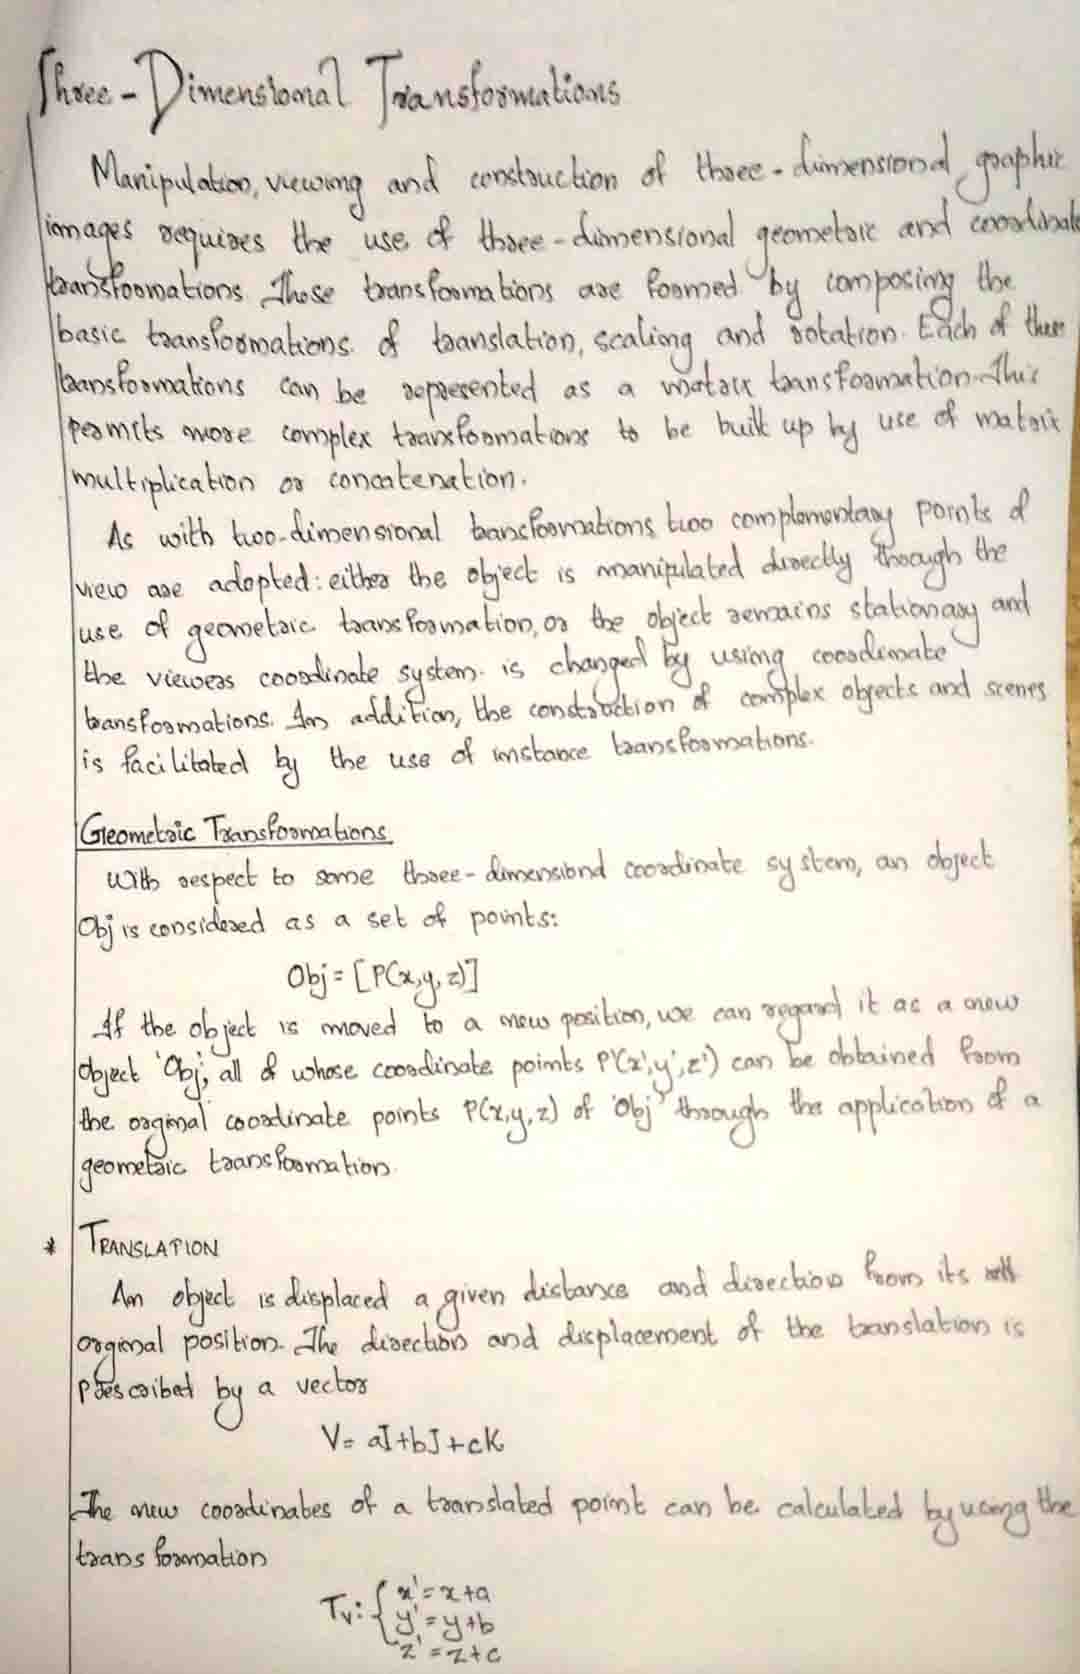 Three-Dimensional Transformations
Manipulation, viewing and construction of three-dimensional graphic
images requires the use of three-dimensional geometric and coordinate
transformations. These transformations are formed by composing the
basic transformations of translation, scaling and rotation. Each of these
transformations can be represented as a matrix transformation. This
permits more complex transformations to be built up by use of matrix
multiplication or concatenation.
As with two-dimensional transformations, two complementary points of
view are adopted: either the object is manipulated directly through the
use of geometric transformation, or the object remains stationary and
the viewers coordinate system is changed by using coordinate
transformations. In addition, the construction of complex objects and scenes
is facilitated by the use of instance transformations.
Geometric Transformations
With respect to some three-dimensional coordinate system, an object
Obj is considered as a set of points:
Obj = [P(x,y,z)]
If the object is moved to a new position, we can regard it as a new
object 'Obj', all of whose coordinate points P'(x',y',z') can be obtained from
the orginal coordinate points P(x,y,z) of 'Obj' through the application of a
geometric transformation.
* TRANSLATION
An object is displaced a given distance and direction from its
orginal position. The direction and displacement of the translation is
prescribed by a vector
V = aI+bJ+cK
The new coordinates of a translated point can be calculated by using the
transformation
Tv: { x' = x+a
y' = y+b
z' = z+c